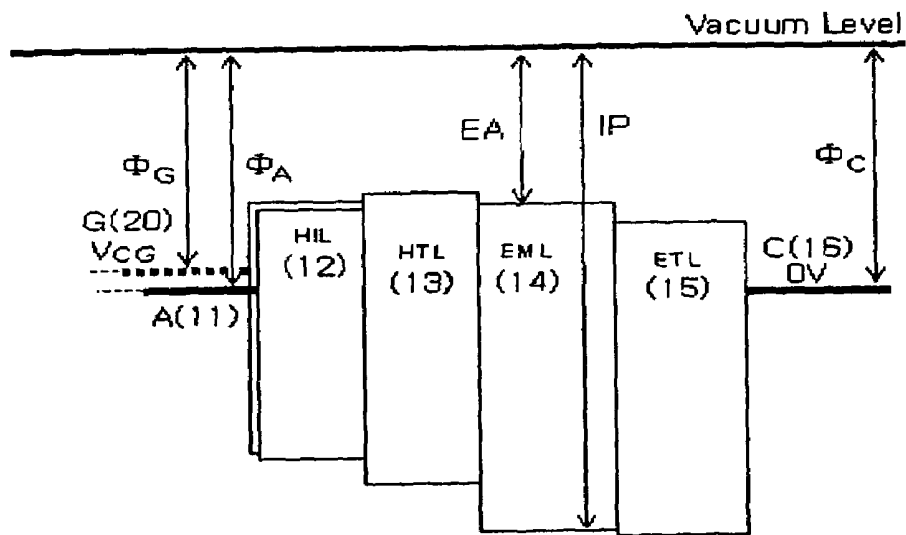 Vacuum Level
EA
IP
ΦG
ΦA
ΦC
G(20)
VCG
A(11)
HIL
(12)
HTL
(13)
EML
(14)
ETL
(15)
C(16)
0V